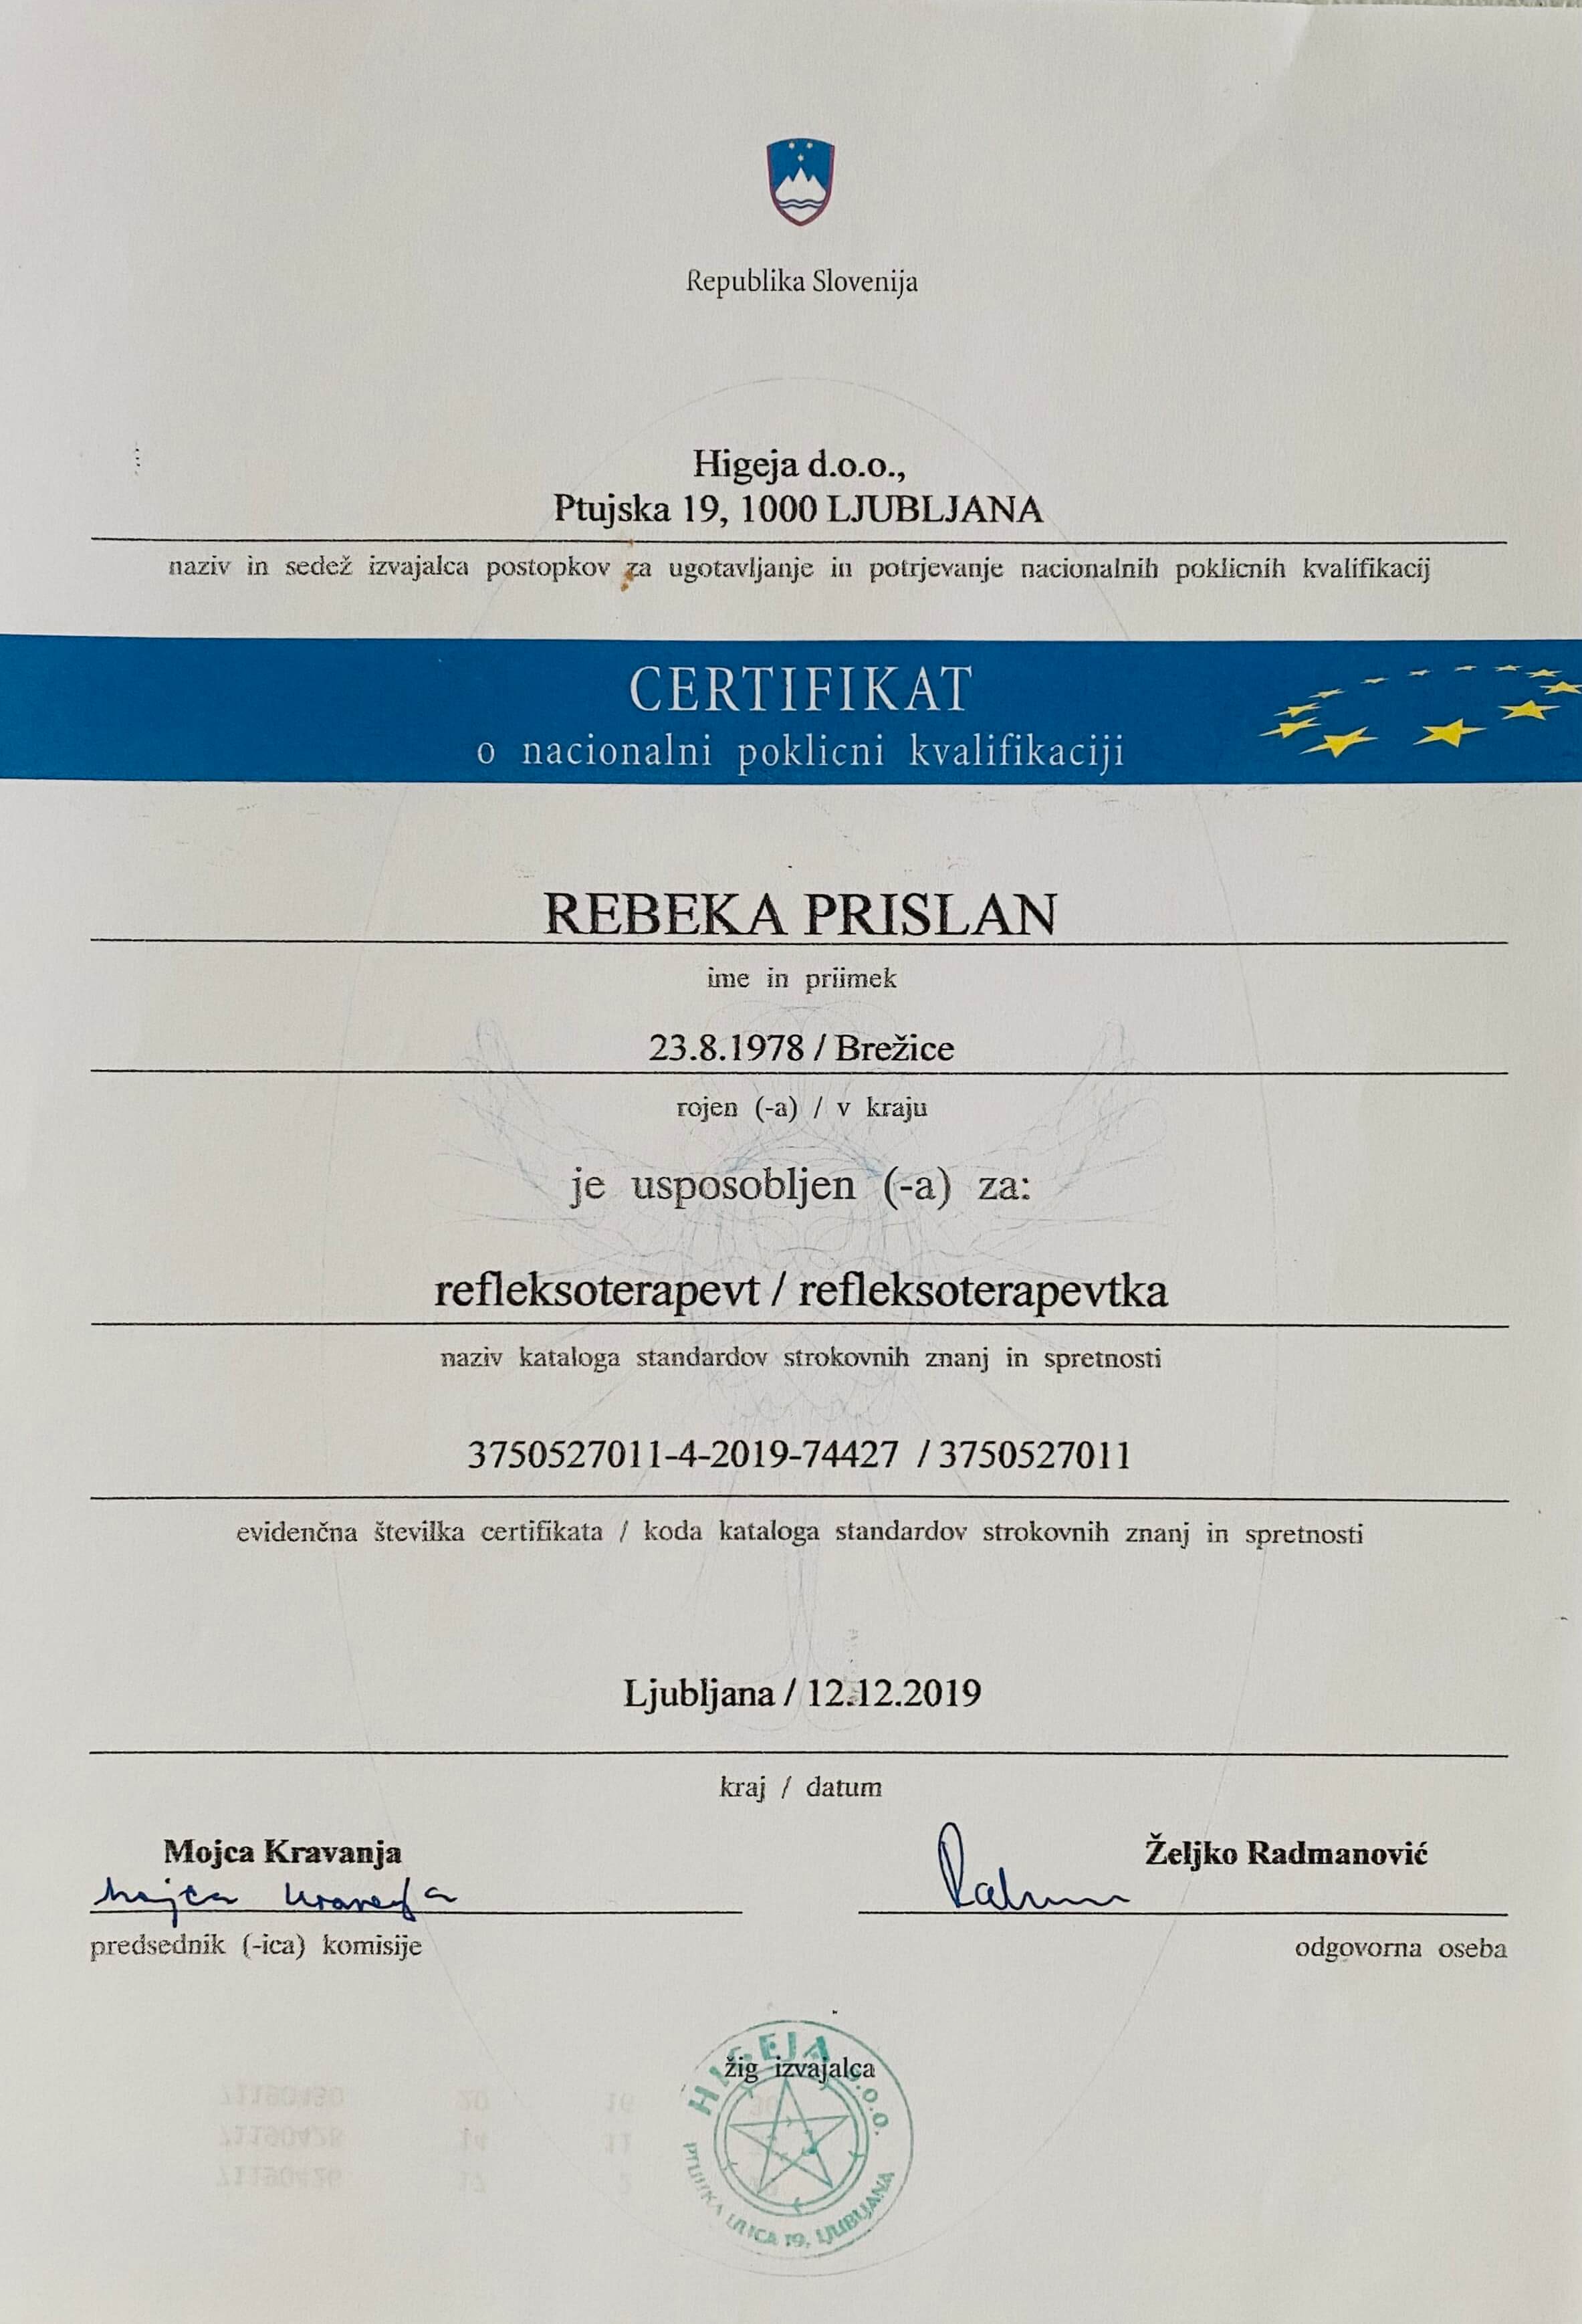 Republika Slovenija
Higeja d.o.o.,
Ptujska 19, 1000 LJUBLJANA
naziv in sedež izvajalca postopkov za ugotavljanje in potrjevanje nacionalnih poklicnih kvalifikacij
CERTIFIKAT
o nacionalni poklicni kvalifikaciji
REBEKA PRISLAN
ime in priimek
23.8.1978 / Brežice
rojen (-a) / v kraju
je usposobljen (-a) za:
refleksoterapevt / refleksoterapevtka
naziv kataloga standardov strokovnih znanj in spretnosti
3750527011-4-2019-74427 / 3750527011
evidenčna številka certifikata / koda kataloga standardov strokovnih znanj in spretnosti
Ljubljana / 12.12.2019
kraj / datum
Mojca Kravanja
Željko Radmanović
Mojca Kravanja
predsednik (-ica) komisije
odgovorna oseba
žig izvajalca
HIGEJA d.o.o.
PTUJSKA ULICA 19, LJUBLJANA